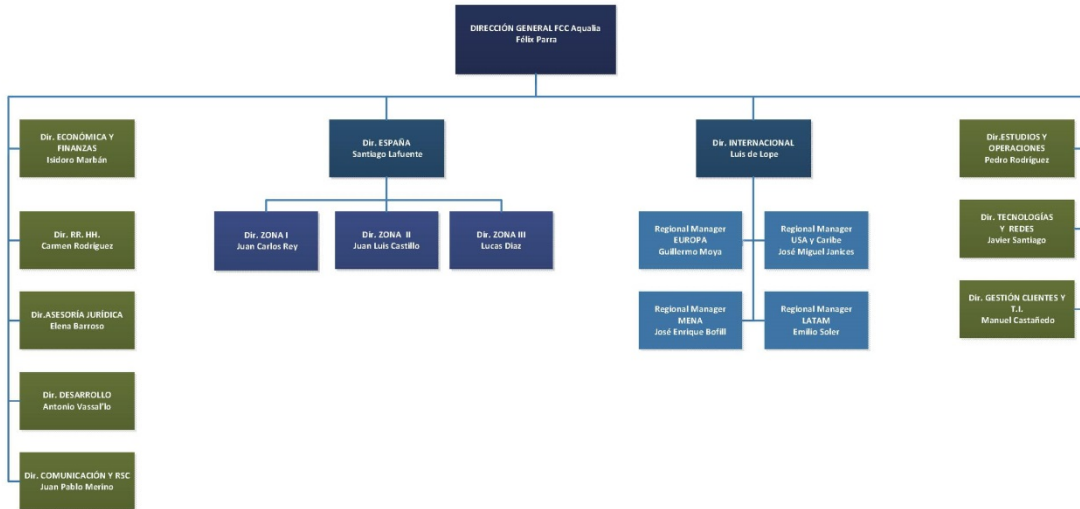 DIRECCIÓN GENERAL FCC Aqualia
Félix Parra
Dir. ECONÓMICA Y
FINANZAS
Isidoro Marbán
Dir. ESPAÑA
Santiago Lafuente
Dir. INTERNACIONAL
Luis de Lope
Dir.ESTUDIOS Y
OPERACIONES
Pedro Rodríguez
Dir. RR. HH.
Carmen Rodríguez
Dir. ZONA I
Juan Carlos Rey
Dir. ZONA II
Juan Luis Castillo
Dir. ZONA III
Lucas Diaz
Regional Manager
EUROPA
Guillermo Moya
Regional Manager
USA y Caribe
José Miguel Janices
Dir. TECNOLOGÍAS
Y REDES
Javier Santiago
Dir.ASESORÍA JURÍDICA
Elena Barroso
Regional Manager
MENA
José Enrique Bofill
Regional Manager
LATAM
Emilio Soler
Dir. GESTIÓN CLIENTES Y
T.I.
Manuel Castañedo
Dir. DESARROLLO
Antonio Vassal'lo
Dir. COMUNICACIÓN Y RSC
Juan Pablo Merino